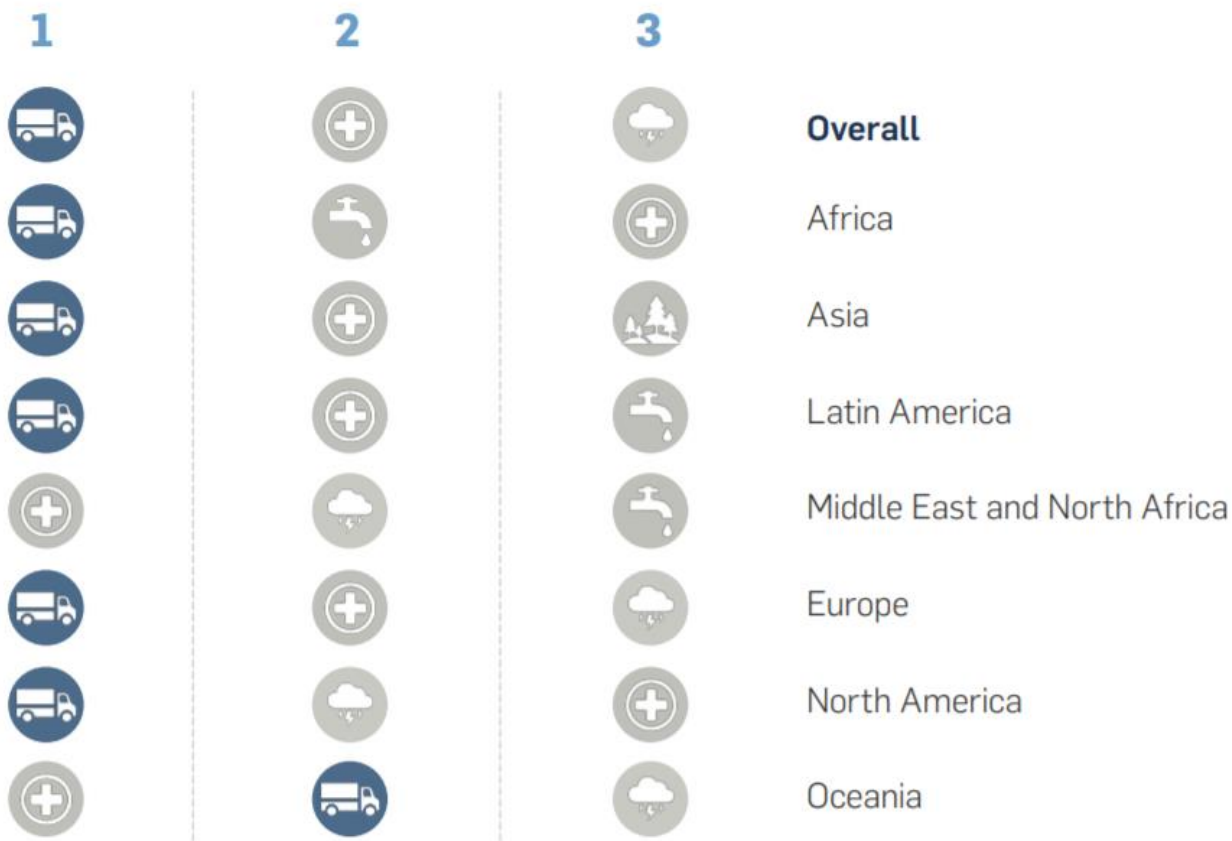 1 2 3
Overall
Africa
Asia
Latin America
Middle East and North Africa
Europe
North America
Oceania